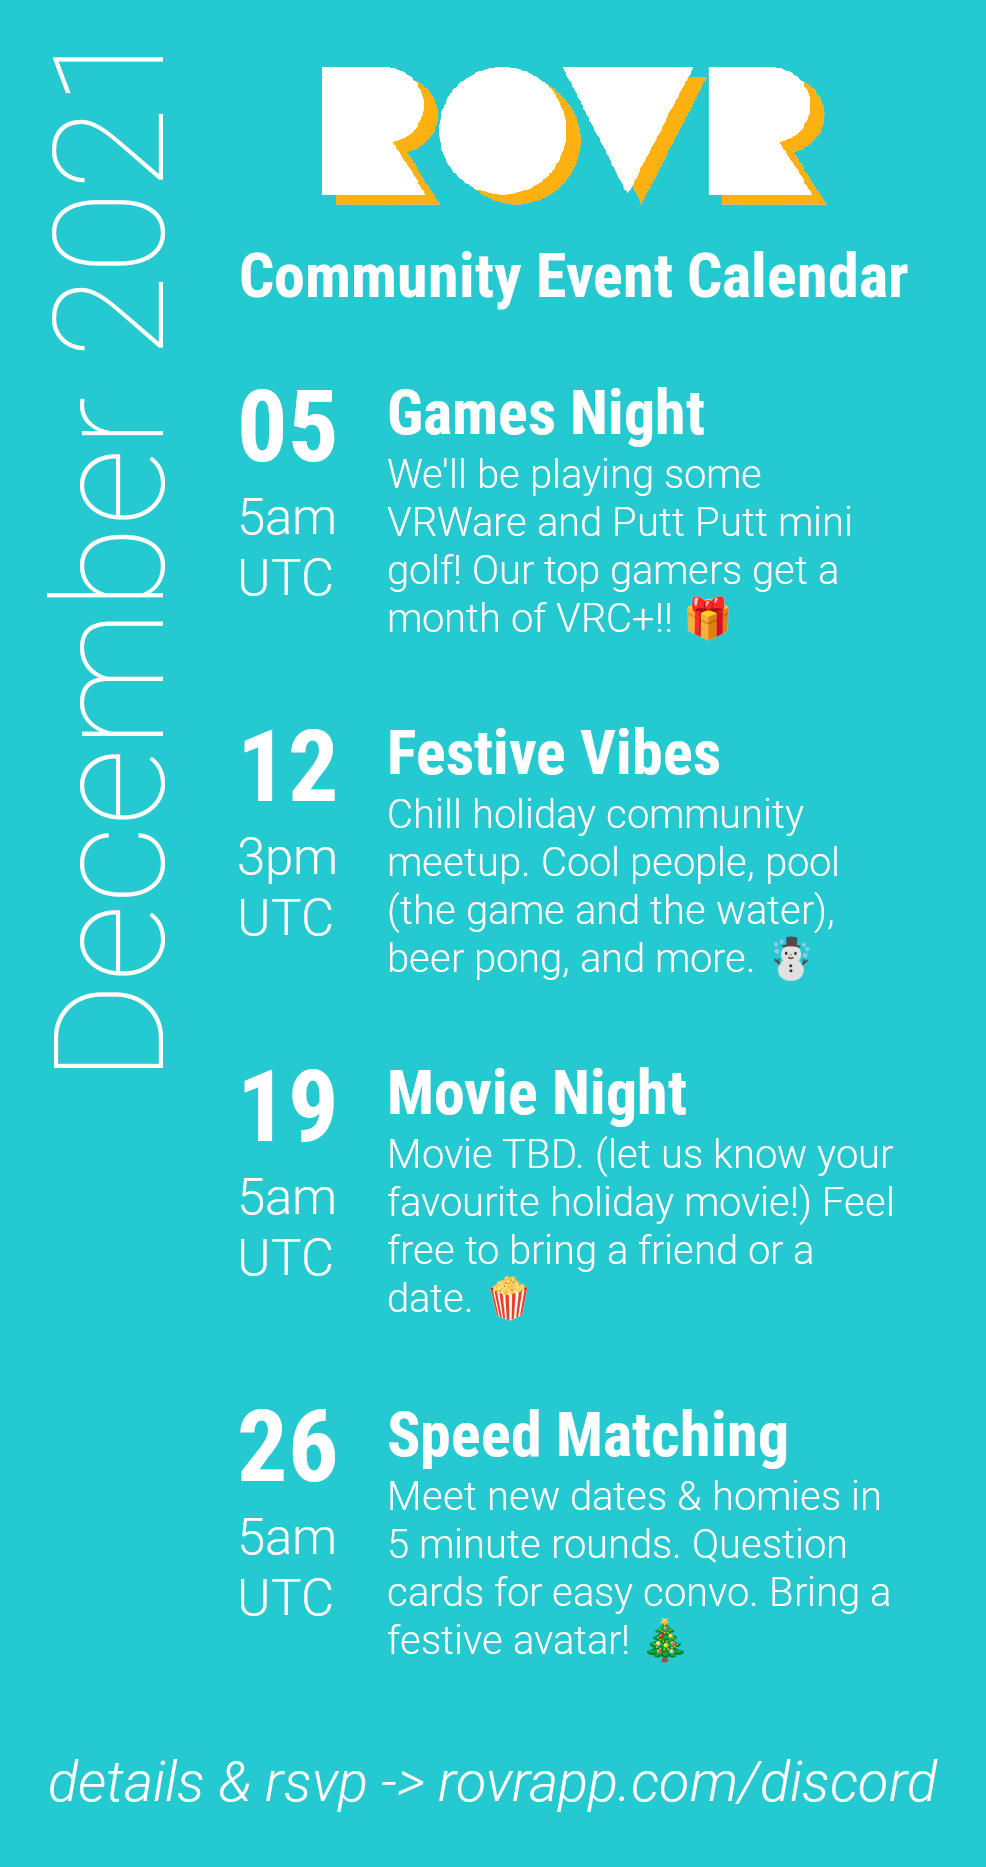 December 2021
ROVR
Community Event Calendar
05
5am
UTC
Games Night
We'll be playing some
VRWare and Putt Putt mini
golf! Our top gamers get a
month of VRC+!! 🎁
12
3pm
UTC
Festive Vibes
Chill holiday community
meetup. Cool people, pool
(the game and the water),
beer pong, and more. ☃️
19
5am
UTC
Movie Night
Movie TBD. (let us know your
favourite holiday movie!) Feel
free to bring a friend or a
date. 🍿
26
5am
UTC
Speed Matching
Meet new dates & homies in
5 minute rounds. Question
cards for easy convo. Bring a
festive avatar! 🎄
details & rsvp -> rovrapp.com/discord